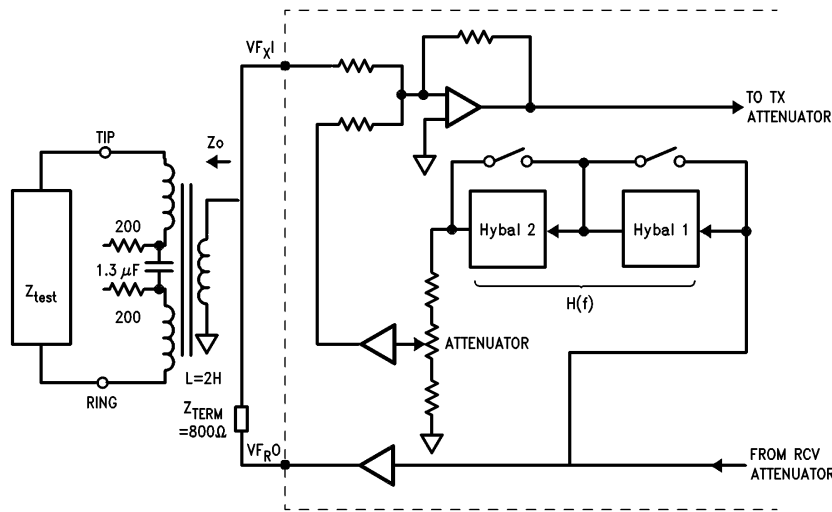 VFXI
TO TX
ATTENUATOR
TIP
Zo
200
1.3 μF
200
Ztest
L=2H
RING
ZTERM
=800Ω
VFRO
Hybal 2
Hybal 1
H(f)
ATTENUATOR
FROM RCV
ATTENUATOR